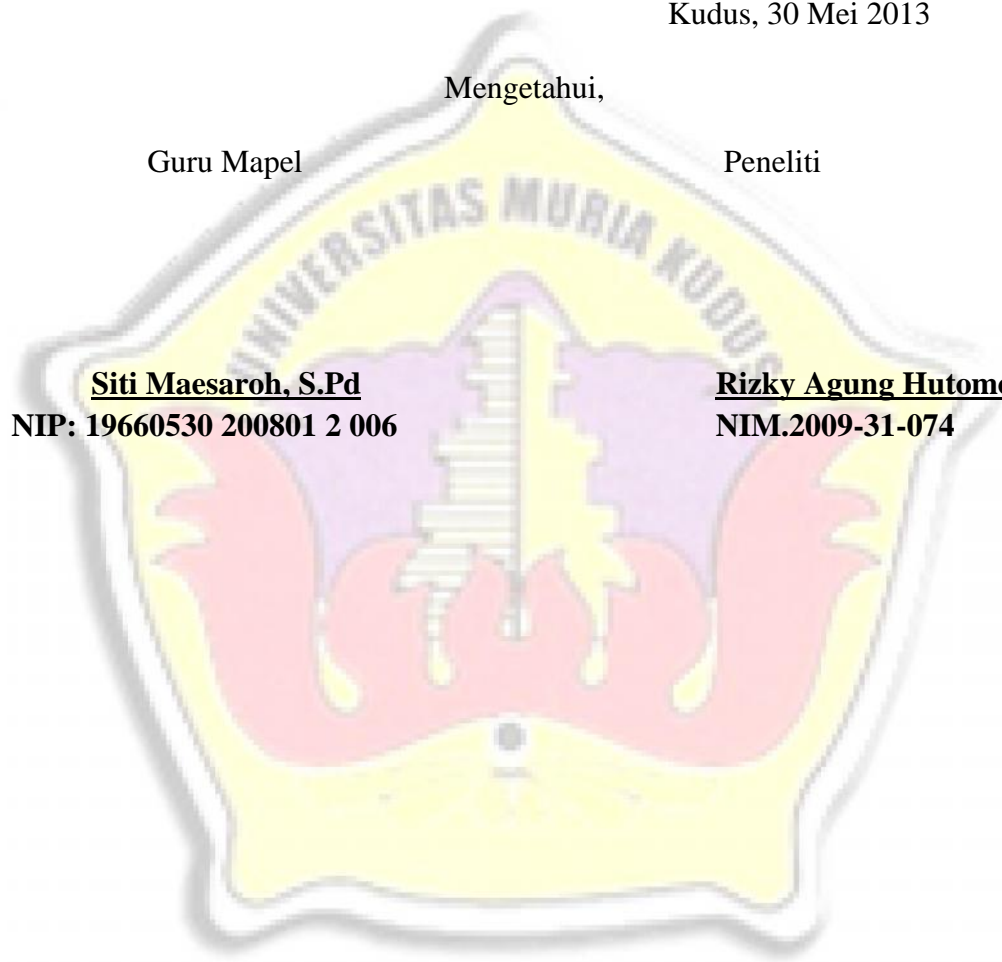 Kudus, 30 Mei 2013
Mengetahui,
Guru Mapel Peneliti
UNIVERSITAS MURIA KUDUS
Siti Maesaroh, S.Pd Rizky Agung Hutomo
NIP: 19660530 200801 2 006 NIM.2009-31-074